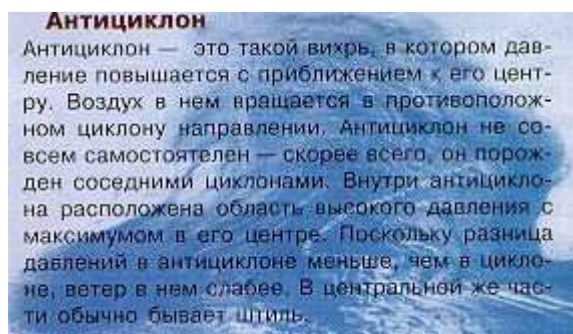 Антициклон
Антициклон — это такой вихрь, в котором дав-
ление повышается с приближением к его цент-
ру. Воздух в нем вращается в противополож-
ном циклону направлении. Антициклон не со-
всем самостоятелен — скорее всего, он порож-
ден соседними циклонами. Внутри антицикло-
на расположена область высокого давления с
максимумом в его центре. Поскольку разница
давлений в антициклоне меньше, чем в цикло-
не, ветер в нем слабее. В центральной же час-
ти обычно бывает штиль.